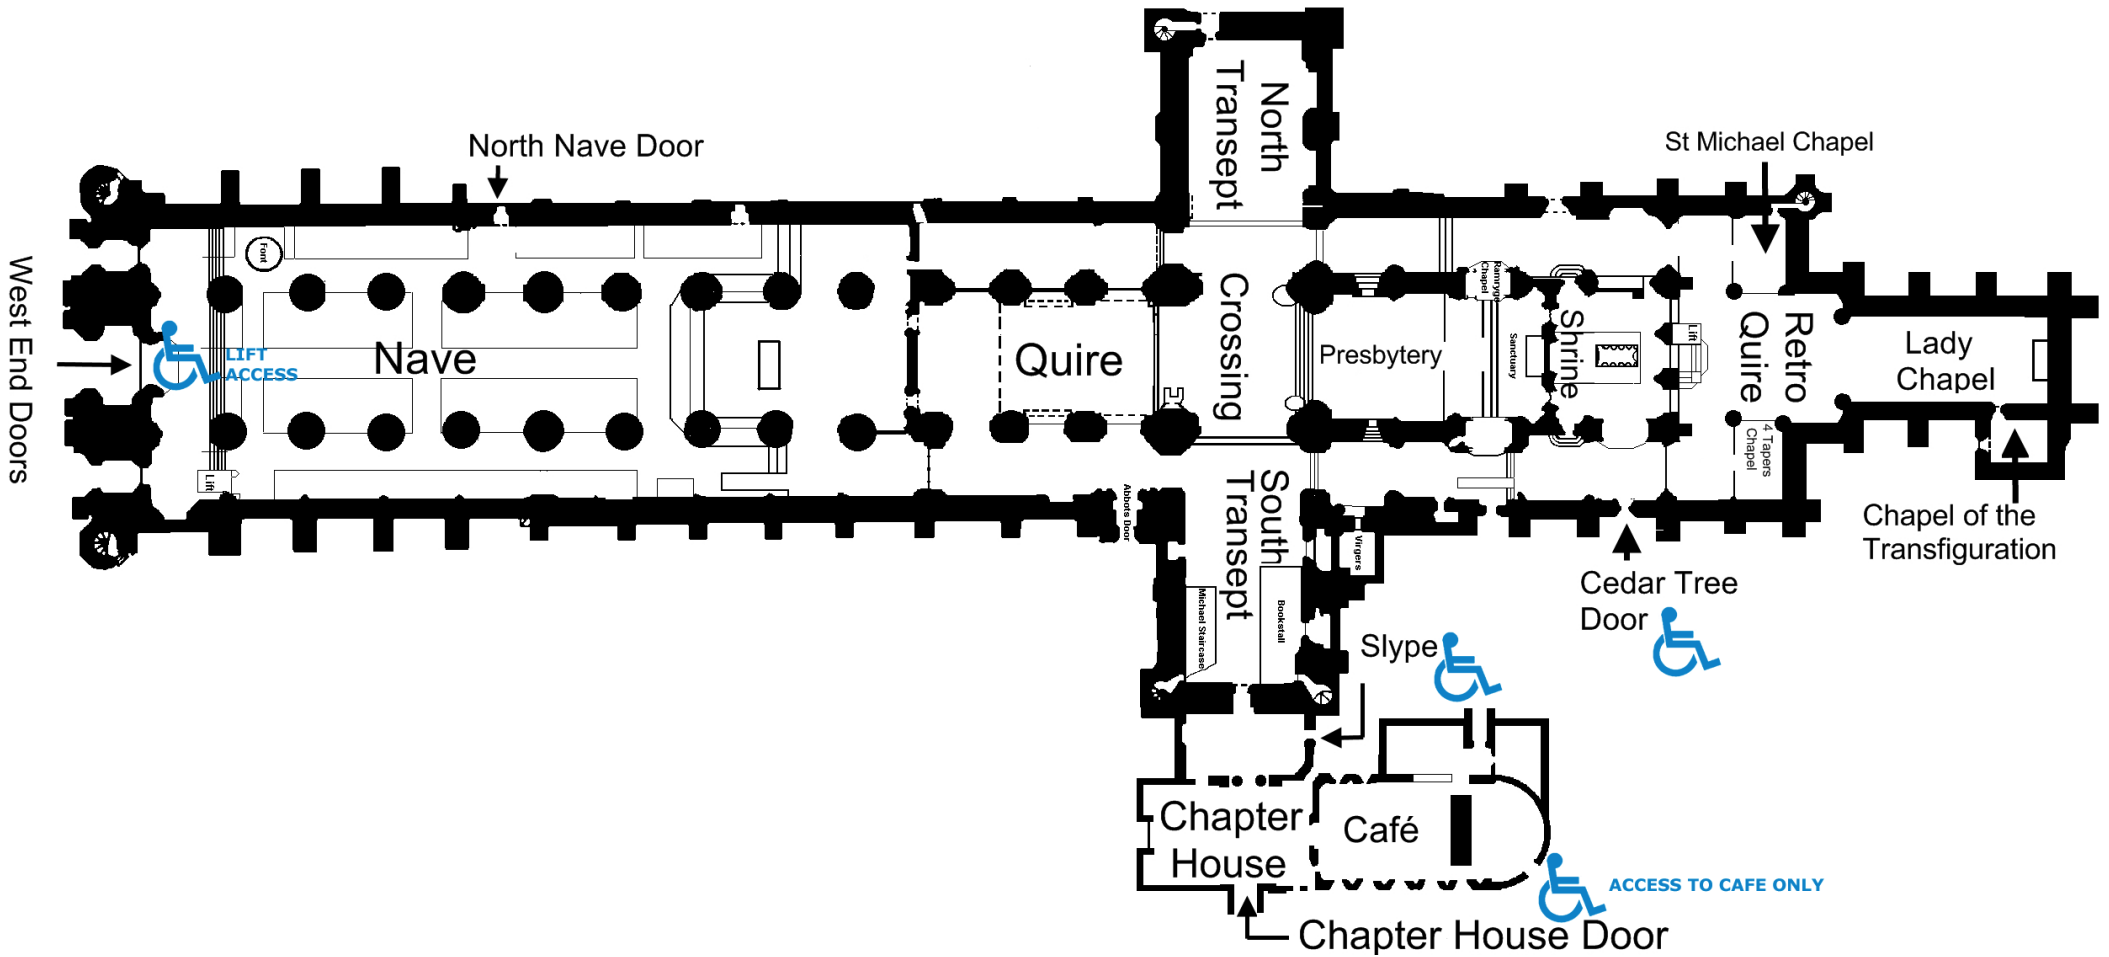 North Nave Door
North
Transept
St Michael Chapel
West End Doors
Font
LIFT
ACCESS
Nave
Lift
Quire
Crossing
Presbytery
Ramryge
Chapel
Sanctuary
Shrine
Lift
Retro
Quire
Lady
Chapel
4 Tapers
Chapel
Chapel of the
Transfiguration
Abbots Door
South
Transept
Virgers
Michael Staircase
Bookstall
Cedar Tree
Door
Slype
Chapter
House
Café
ACCESS TO CAFE ONLY
Chapter House Door